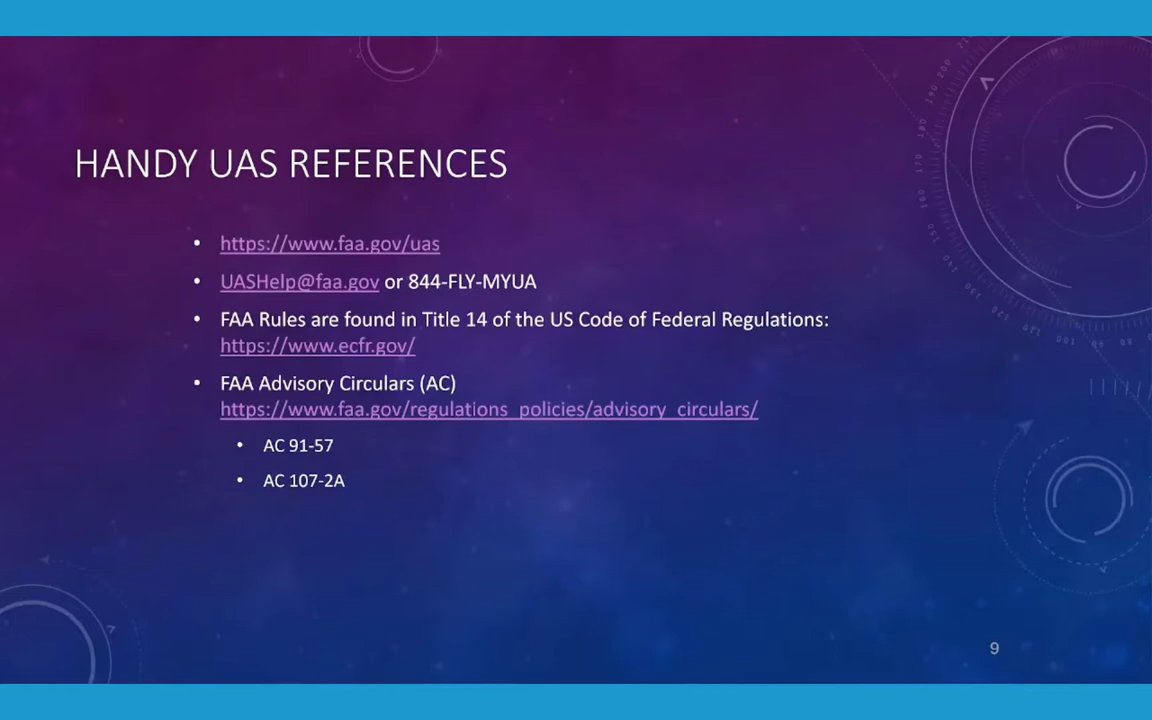 HANDY UAS REFERENCES
• https://www.faa.gov/uas
• UASHelp@faa.gov or 844-FLY-MYUA
• FAA Rules are found in Title 14 of the US Code of Federal Regulations:
https://www.ecfr.gov/
• FAA Advisory Circulars (AC)
https://www.faa.gov/regulations_policies/advisory_circulars/
• AC 91-57
• AC 107-2A
9